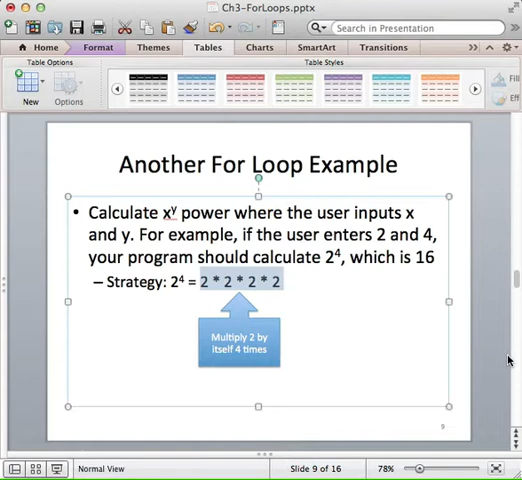 Ch3-ForLoops.pptx
Search in Presentation
Home Format Themes Tables Charts SmartArt Transitions
Table Options Table Styles
New Options Fill
Eff
Another For Loop Example
• Calculate xʸ power where the user inputs x
and y. For example, if the user enters 2 and 4,
your program should calculate 2⁴, which is 16
– Strategy: 2⁴ = 2 * 2 * 2 * 2
Multiply 2 by
itself 4 times
9
Normal View Slide 9 of 16 78%